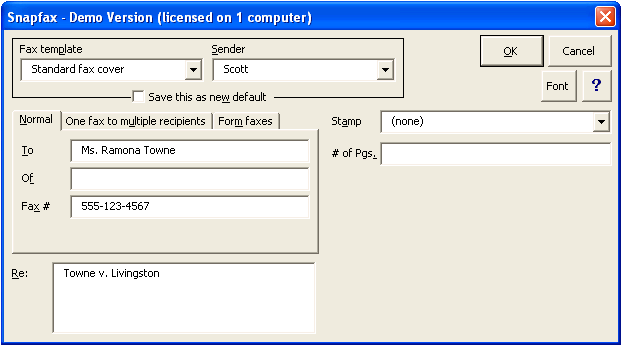 Snapfax - Demo Version (licensed on 1 computer)
Fax template
Sender
Standard fax cover
Scott
Save this as new default
OK
Cancel
Font
?
Normal
One fax to multiple recipients
Form faxes
To
Ms. Ramona Towne
Of
Fax #
555-123-4567
Stamp
(none)
# of Pgs.
Re:
Towne v. Livingston